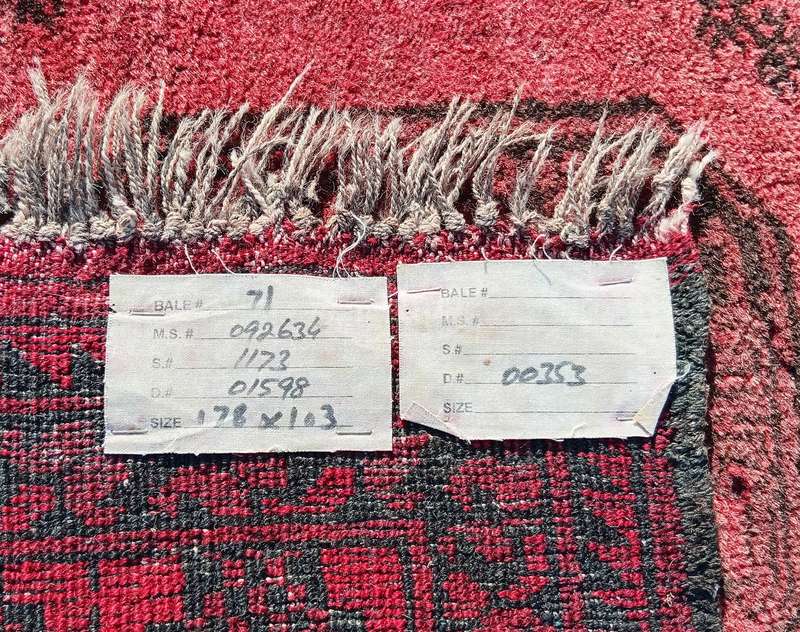 BALE # 71
M.S. # 092634
S.# 1173
D.# 01598
SIZE 178 x 103
BALE #
M.S. #
S.#
D.# 00353
SIZE